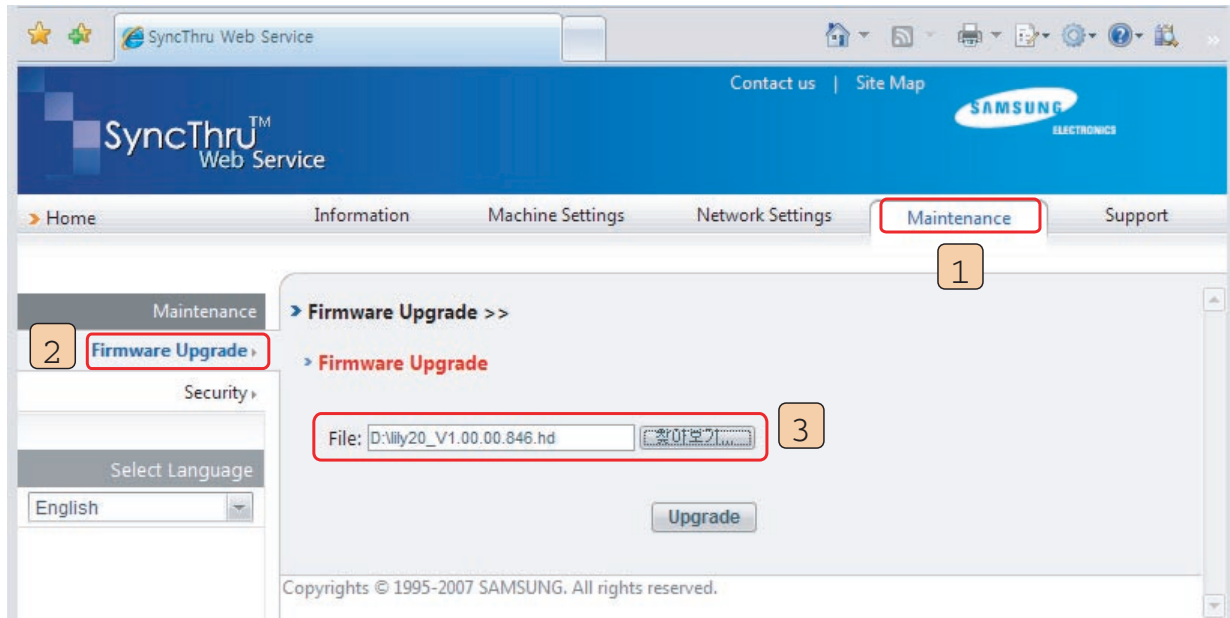 SyncThru Web Service
Contact us | Site Map
SAMSUNG
ELECTRONICS
SyncThru™
Web Service
Home
Information
Machine Settings
Network Settings
Maintenance
Support
1
Maintenance
Firmware Upgrade >>
2
Firmware Upgrade
Firmware Upgrade
Security
File: D:\lily20_V1.00.00.846.hd
찾아보기...
3
Select Language
English
Upgrade
Copyrights © 1995-2007 SAMSUNG. All rights reserved.